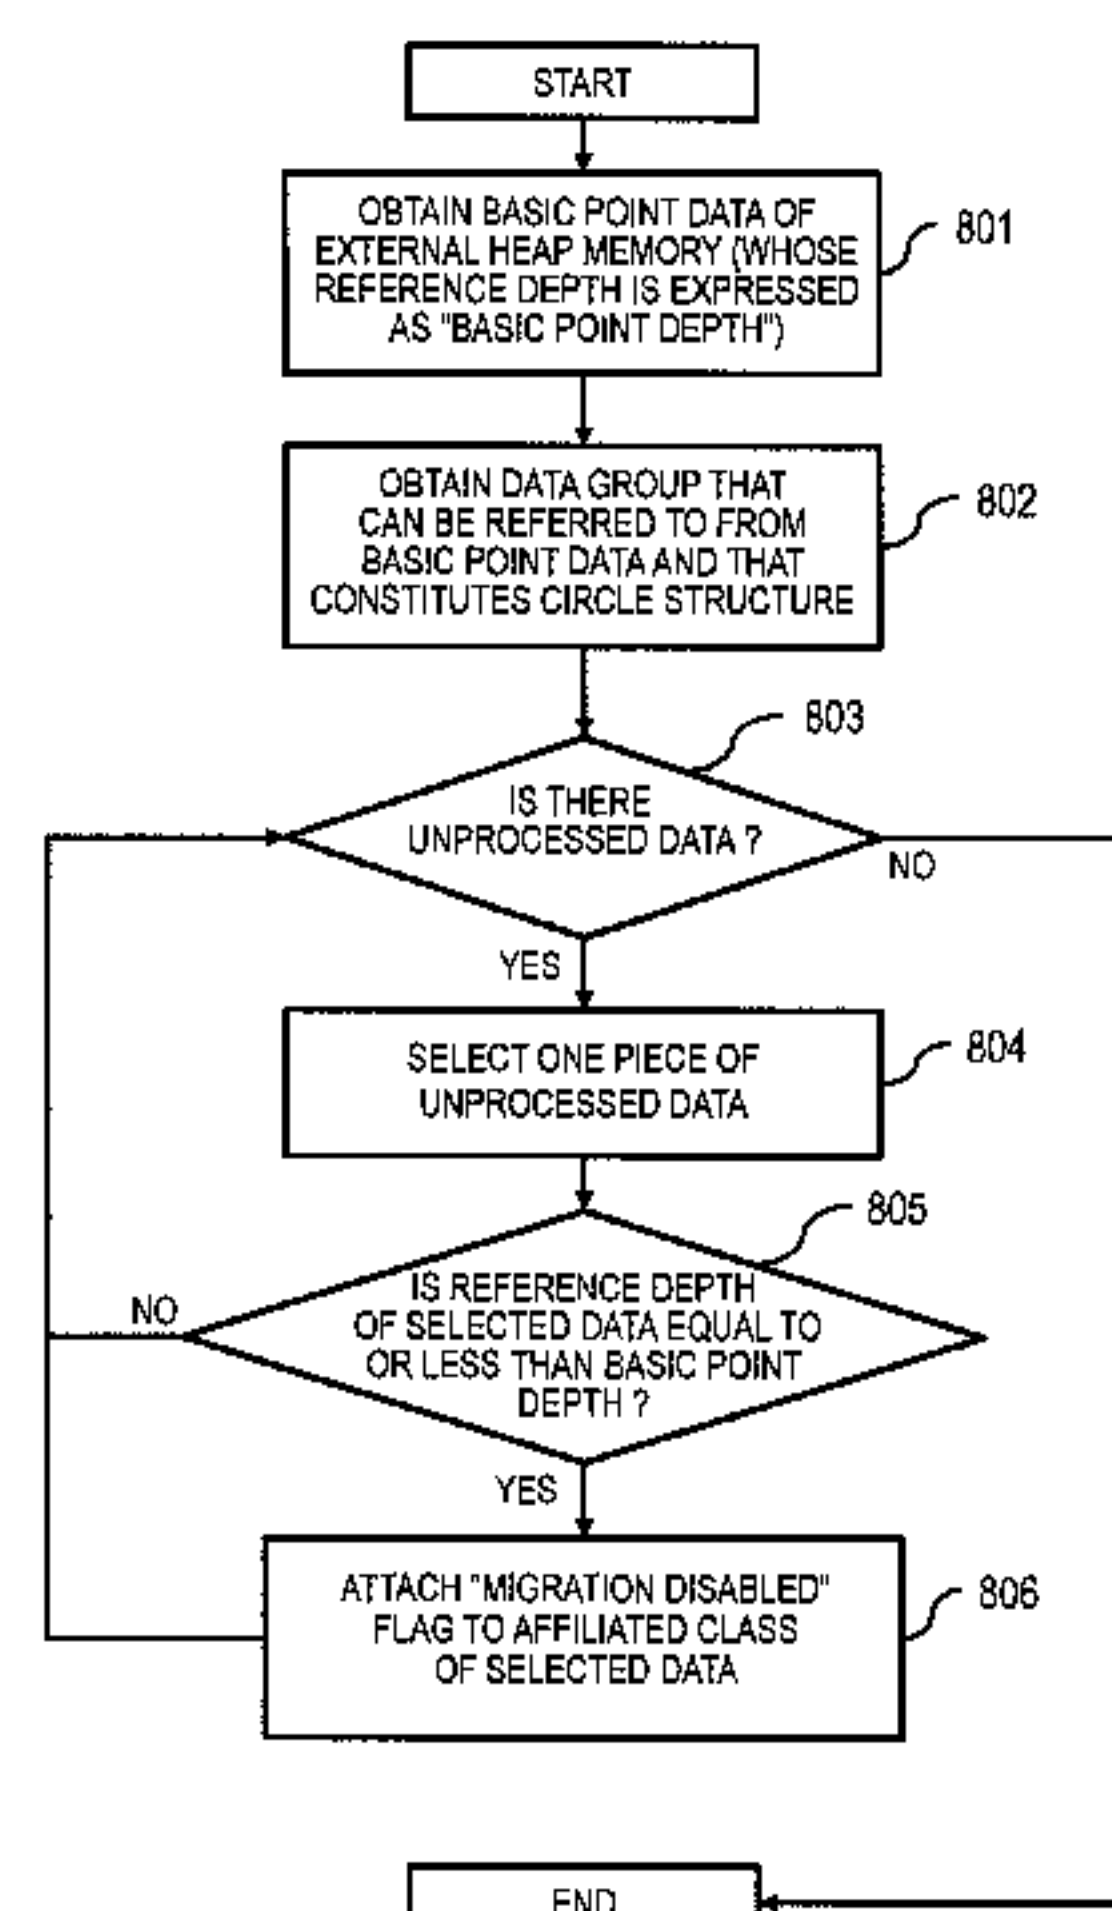 START
OBTAIN BASIC POINT DATA OF
EXTERNAL HEAP MEMORY (WHOSE
REFERENCE DEPTH IS EXPRESSED
AS "BASIC POINT DEPTH")
801
OBTAIN DATA GROUP THAT
CAN BE REFERRED TO FROM
BASIC POINT DATA AND THAT
CONSTITUTES CIRCLE STRUCTURE
802
803
IS THERE
UNPROCESSED DATA ?
NO
YES
SELECT ONE PIECE OF
UNPROCESSED DATA
804
805
IS REFERENCE DEPTH
OF SELECTED DATA EQUAL TO
OR LESS THAN BASIC POINT
DEPTH ?
NO
YES
ATTACH "MIGRATION DISABLED"
FLAG TO AFFILIATED CLASS
OF SELECTED DATA
806
END